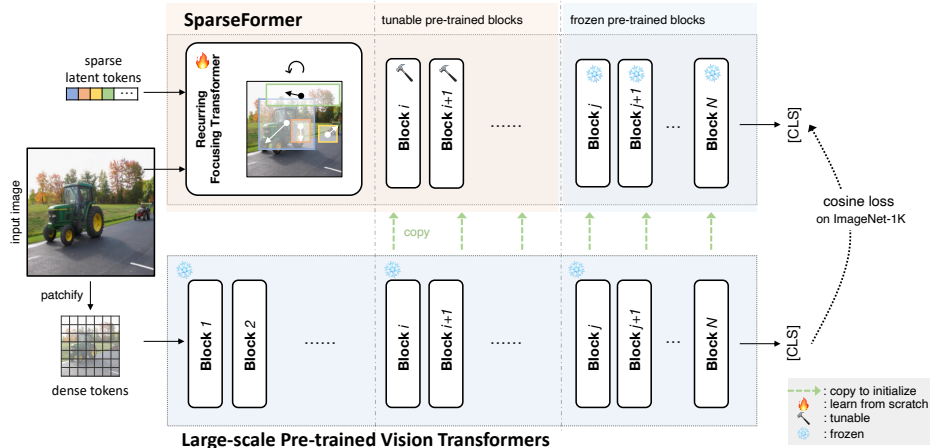 SparseFormer
tunable pre-trained blocks
frozen pre-trained blocks
sparse
latent tokens
...
Recurring
Focusing Transformer
Block i
Block i+1
......
Block j
Block j+1
...
Block N
[CLS]
input image
copy
cosine loss
on ImageNet-1K
patchify
dense tokens
Block 1
Block 2
......
Block i
Block i+1
......
Block j
Block j+1
...
Block N
[CLS]
: copy to initialize
: learn from scratch
: tunable
: frozen
Large-scale Pre-trained Vision Transformers